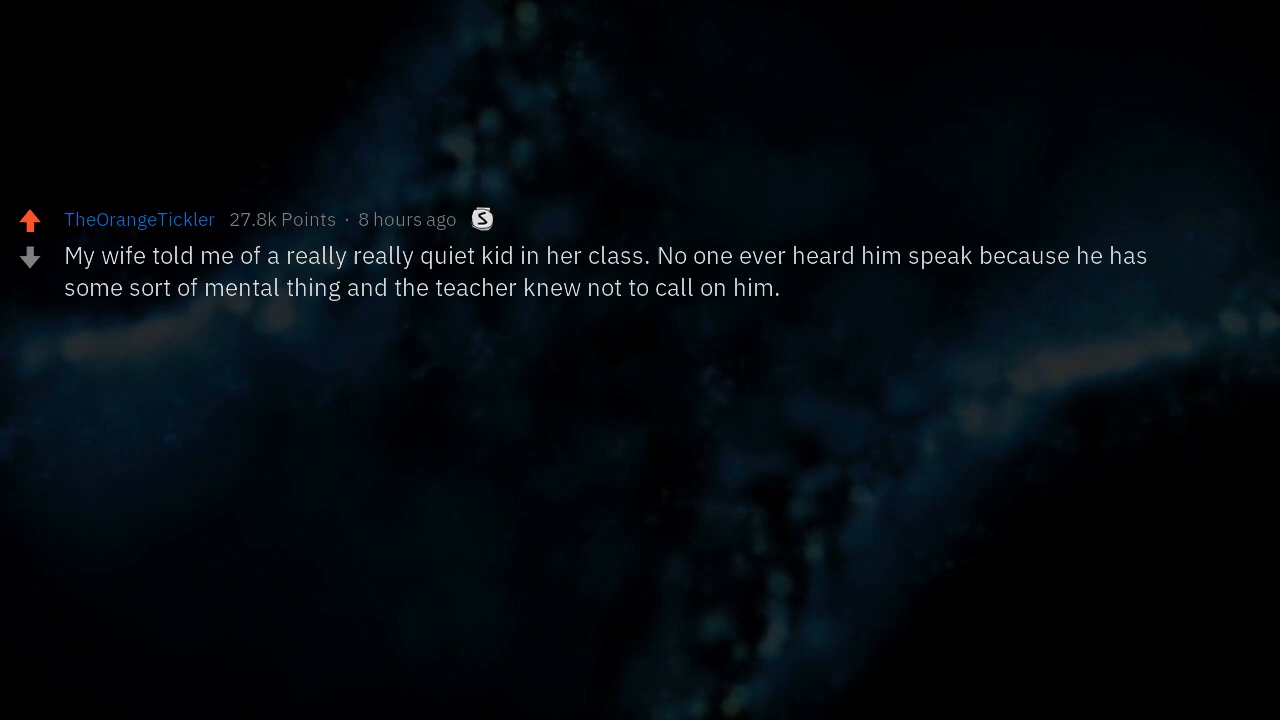 TheOrangeTickler 27.8k Points · 8 hours ago S
My wife told me of a really really quiet kid in her class. No one ever heard him speak because he has
some sort of mental thing and the teacher knew not to call on him.